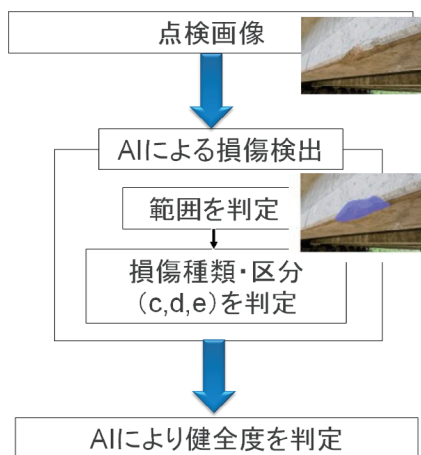 点検画像
AIによる損傷検出
範囲を判定
損傷種類・区分
(c,d,e)を判定
AIにより健全度を判定